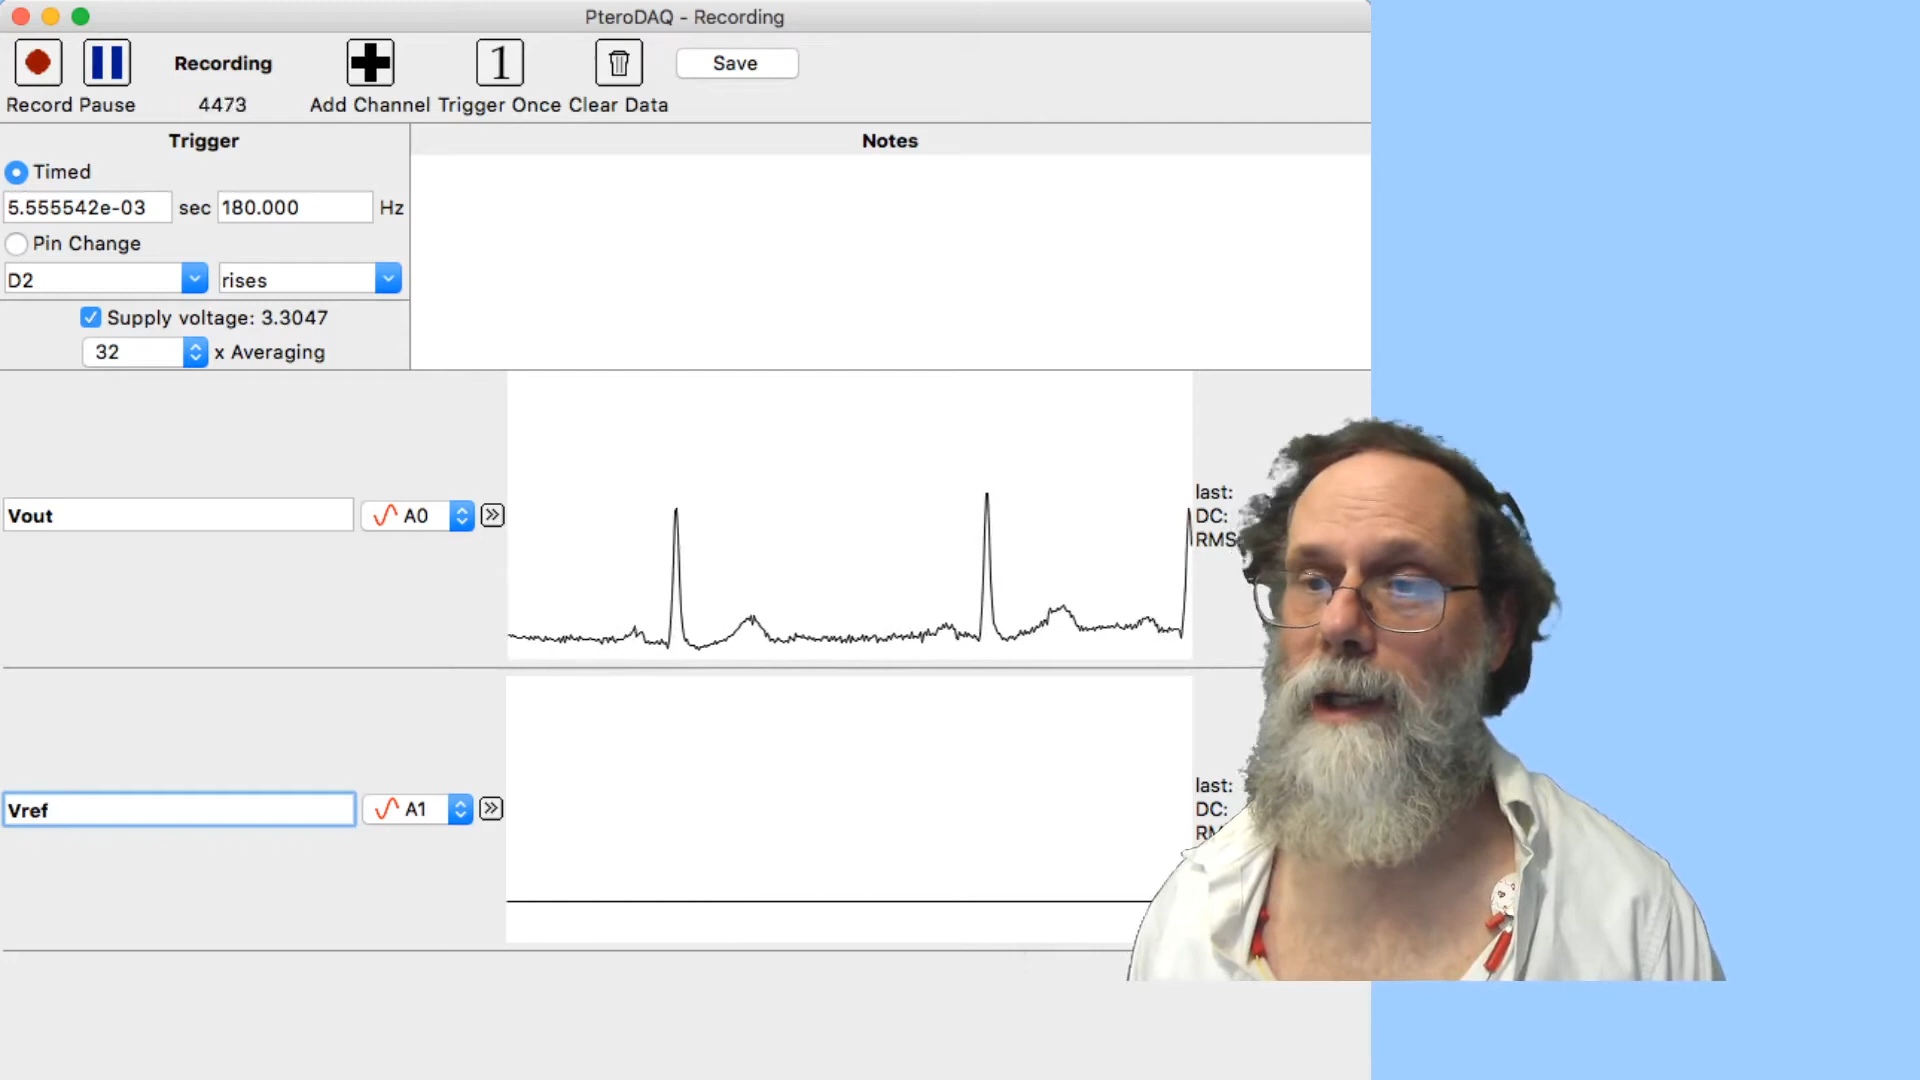 PteroDAQ - Recording
Recording
Save
Record Pause
4473
Add Channel
1
Trigger Once
Clear Data
Trigger
Notes
Timed
5.555542e-03 sec 180.000 Hz
Pin Change
D2
rises
Supply voltage: 3.3047
32 x Averaging
last:
Vout
A0
DC:
RMS
last:
Vref
A1
DC:
RM